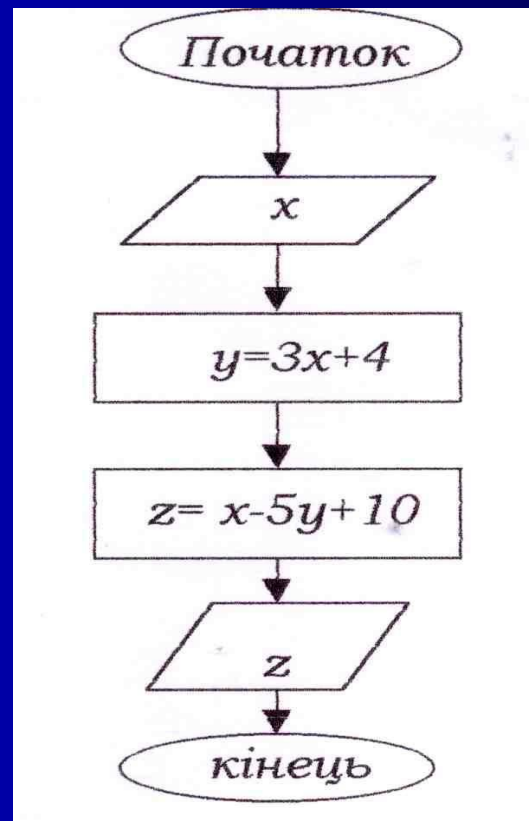 Початок
x
y=3x+4
z= x-5y+10
z
кінець